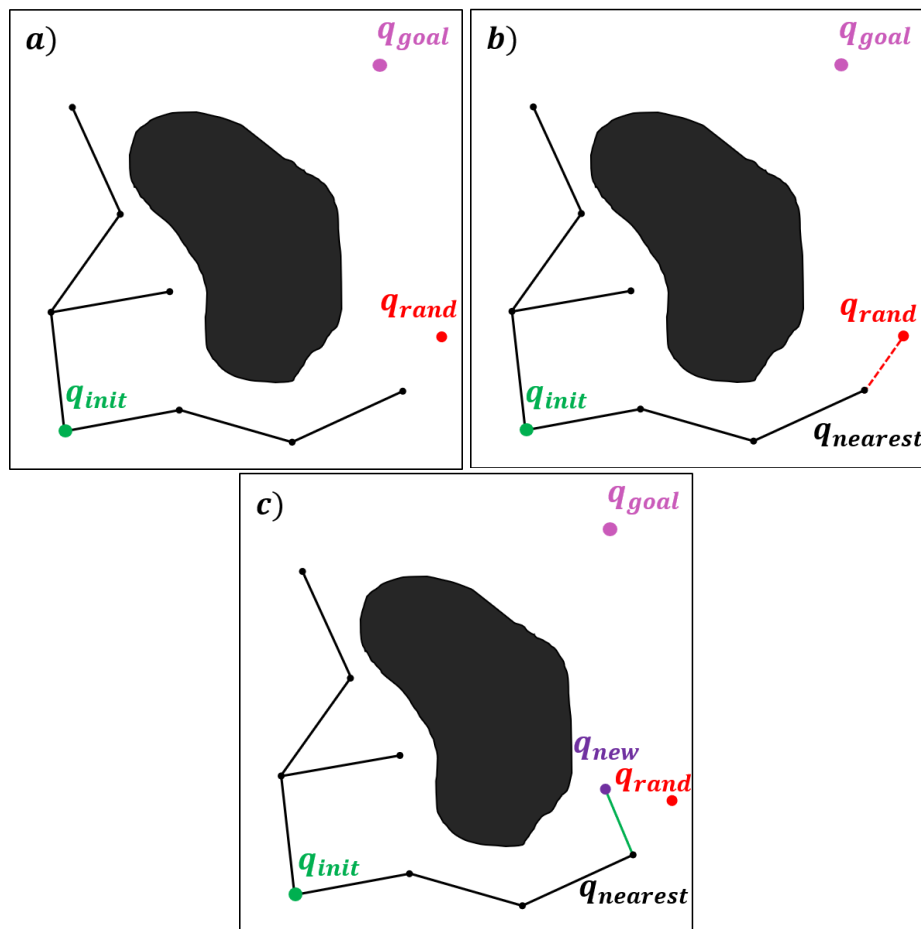 a)
q_goal
q_rand
q_init
b)
q_goal
q_rand
q_init
q_nearest
c)
q_goal
q_new
q_rand
q_init
q_nearest